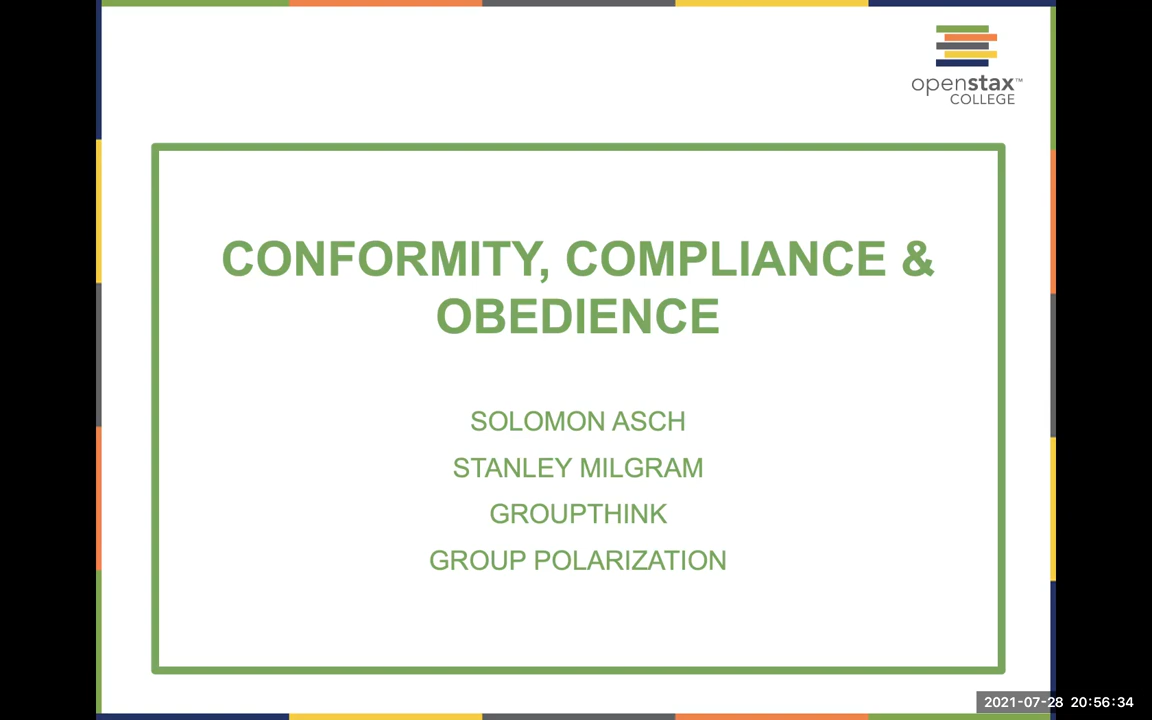 openstax™
COLLEGE
CONFORMITY, COMPLIANCE &
OBEDIENCE
SOLOMON ASCH
STANLEY MILGRAM
GROUPTHINK
GROUP POLARIZATION
2021-07-28 20:56:34